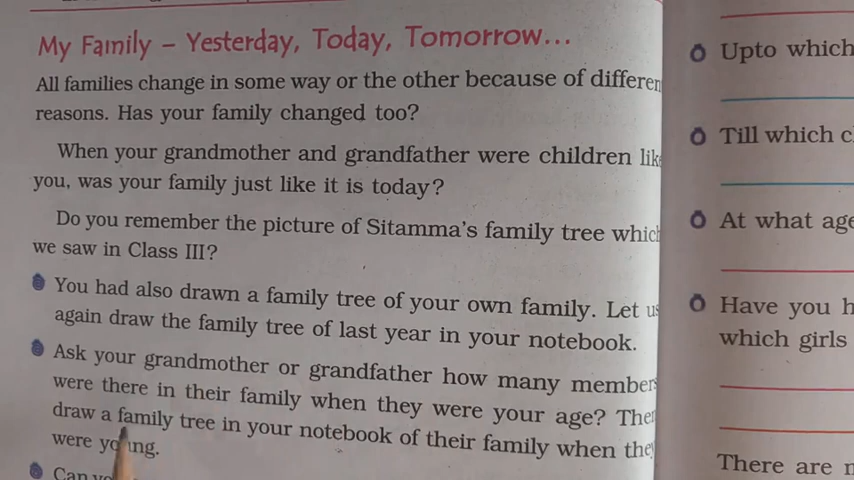 My Family – Yesterday, Today, Tomorrow...
All families change in some way or the other because of differen
reasons. Has your family changed too?
When your grandmother and grandfather were children lik
you, was your family just like it is today?
Do you remember the picture of Sitamma's family tree which
we saw in Class III?
You had also drawn a family tree of your own family. Let us
again draw the family tree of last year in your notebook.
Ask your grandmother or grandfather how many members
were there in their family when they were your age? Then
draw a family tree in your notebook of their family when they
were young.
Can
Upto which
Till which
At what age
Have you h
which girls
There are